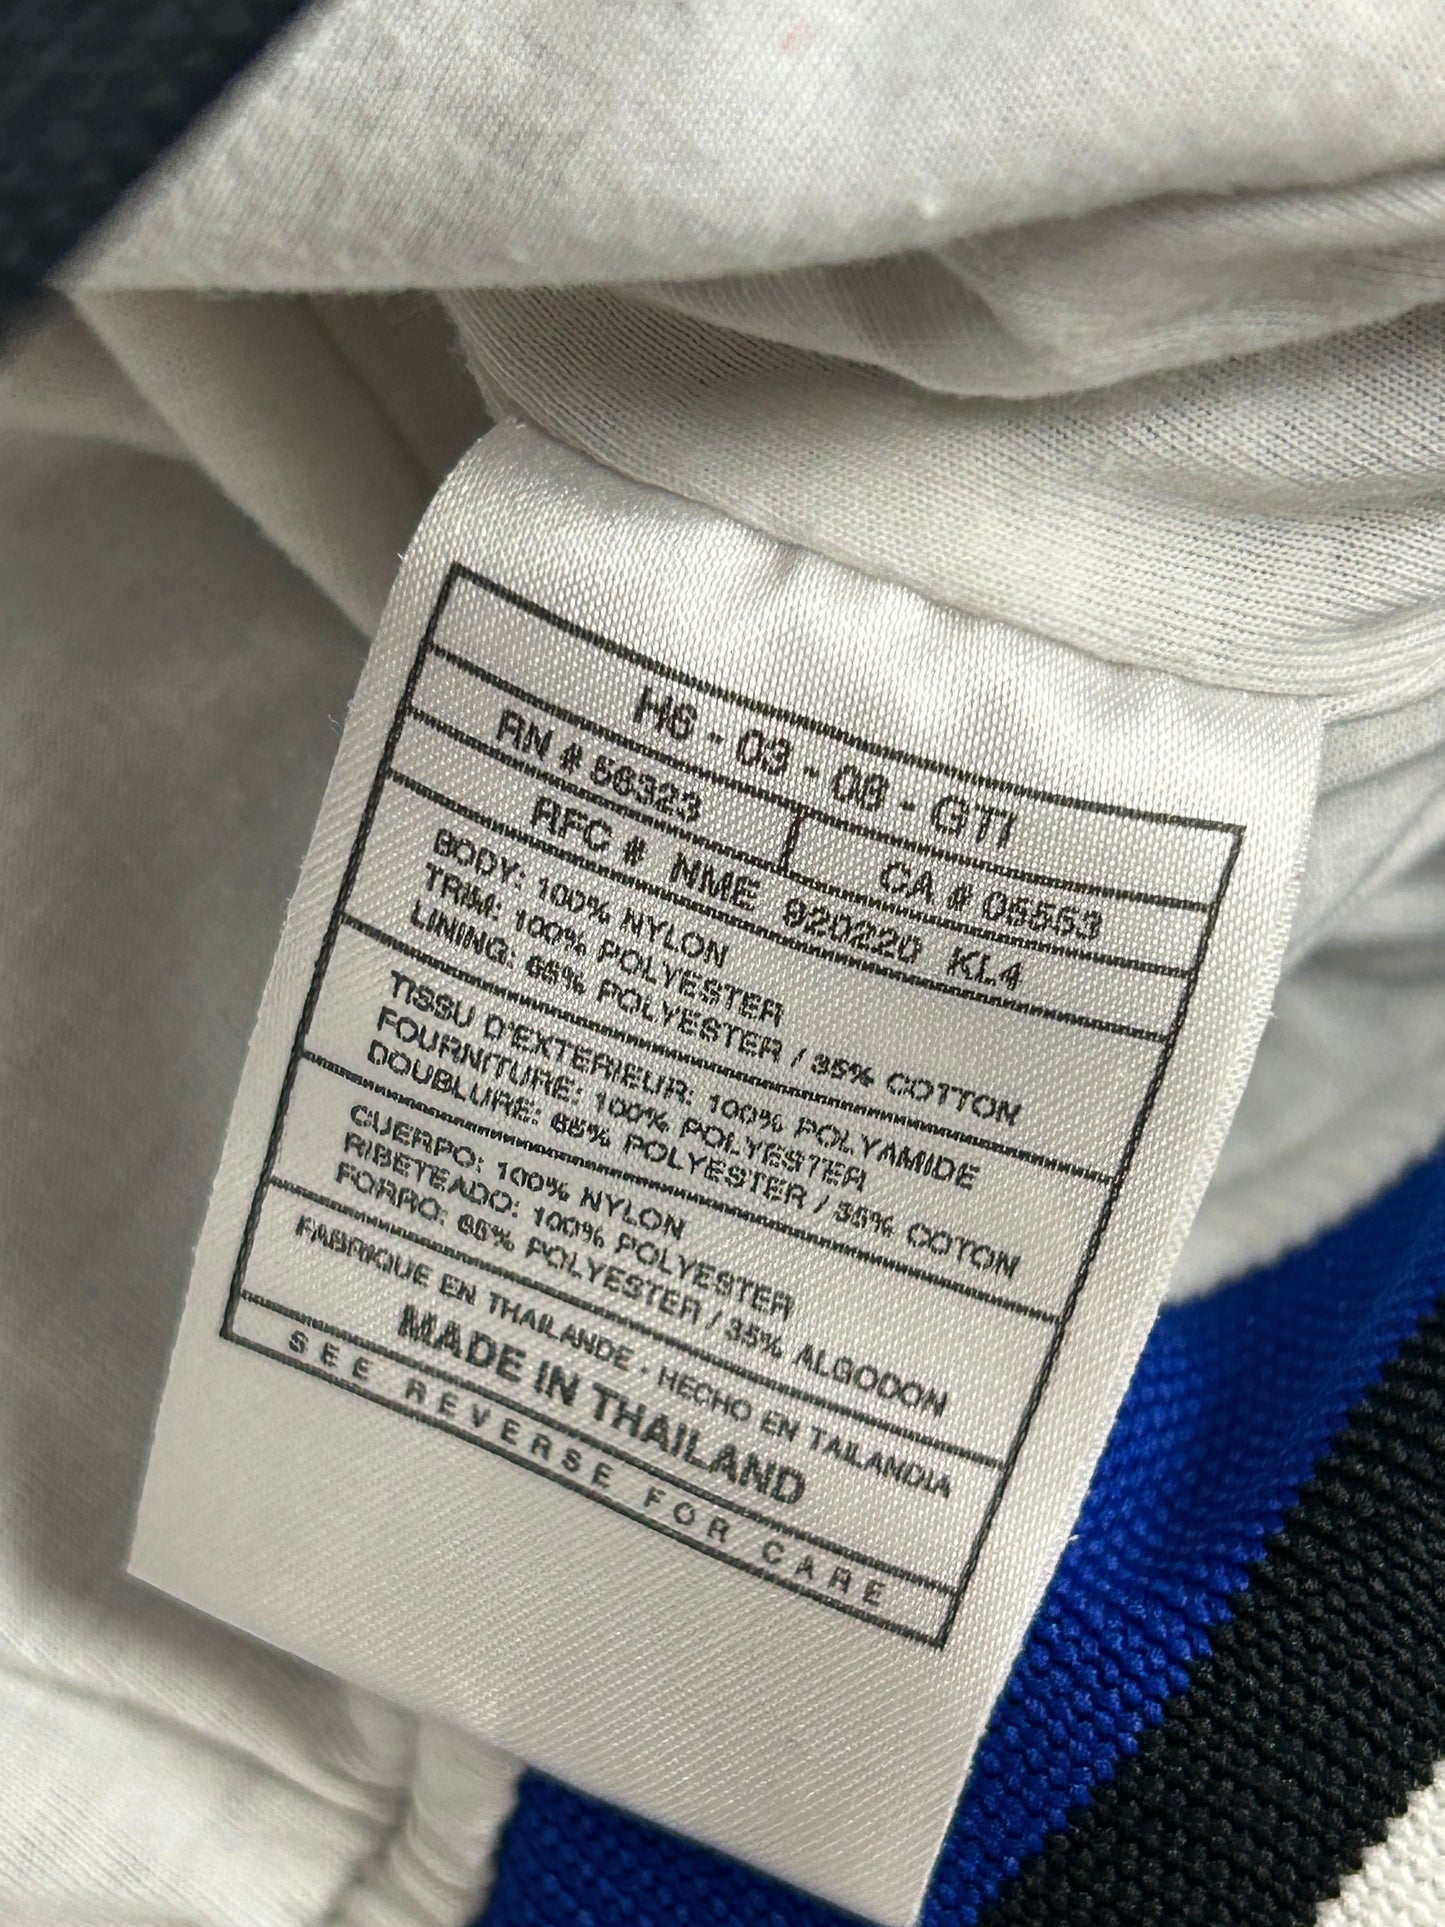 H6 - 03 - 08 - GTI
RN # 56323
CA # 05553
RFC # NME 920220 KL4
BODY: 100% NYLON
TRIM: 100% POLYESTER
LINING: 65% POLYESTER / 35% COTTON
TISSU D'EXTERIEUR: 100% POLYAMIDE
FOURNITURE: 100% POLYESTER
DOUBLURE: 65% POLYESTER / 35% COTON
CUERPO: 100% NYLON
RIBETEADO: 100% POLYESTER
FORRO: 65% POLYESTER / 35% ALGODON
FABRIQUE EN THAILANDE - HECHO EN TAILANDIA
MADE IN THAILAND
SEE REVERSE FOR CARE